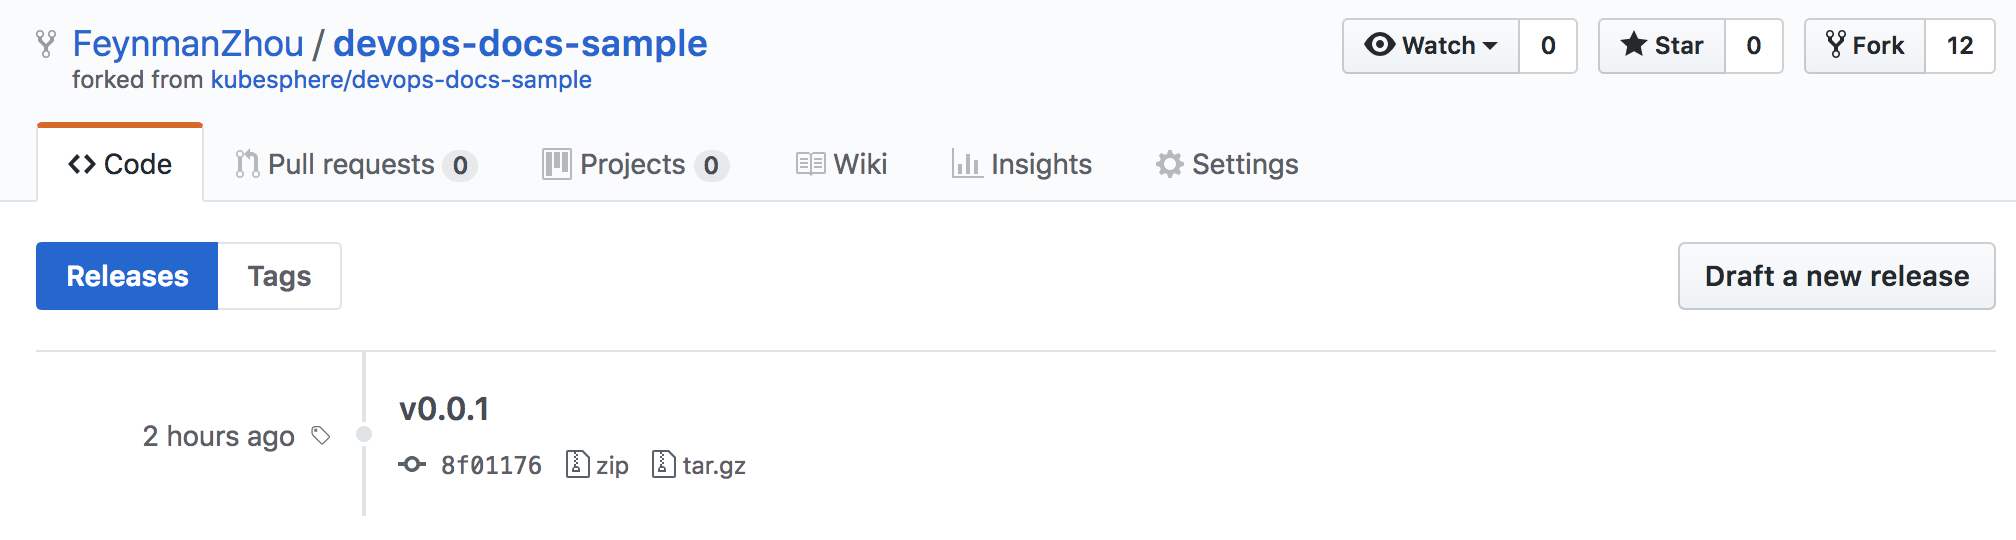 FeynmanZhou / devops-docs-sample
forked from kubesphere/devops-docs-sample
Watch 0 Star 0 Fork 12
Code Pull requests 0 Projects 0 Wiki Insights Settings
Releases Tags Draft a new release
v0.0.1
2 hours ago
8f01176 zip tar.gz